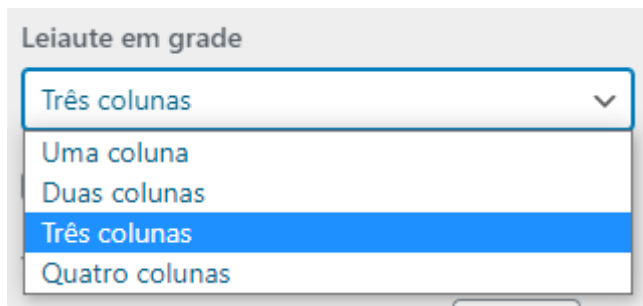 Leiaute em grade
Três colunas
Uma coluna
Duas colunas
Três colunas
Quatro colunas